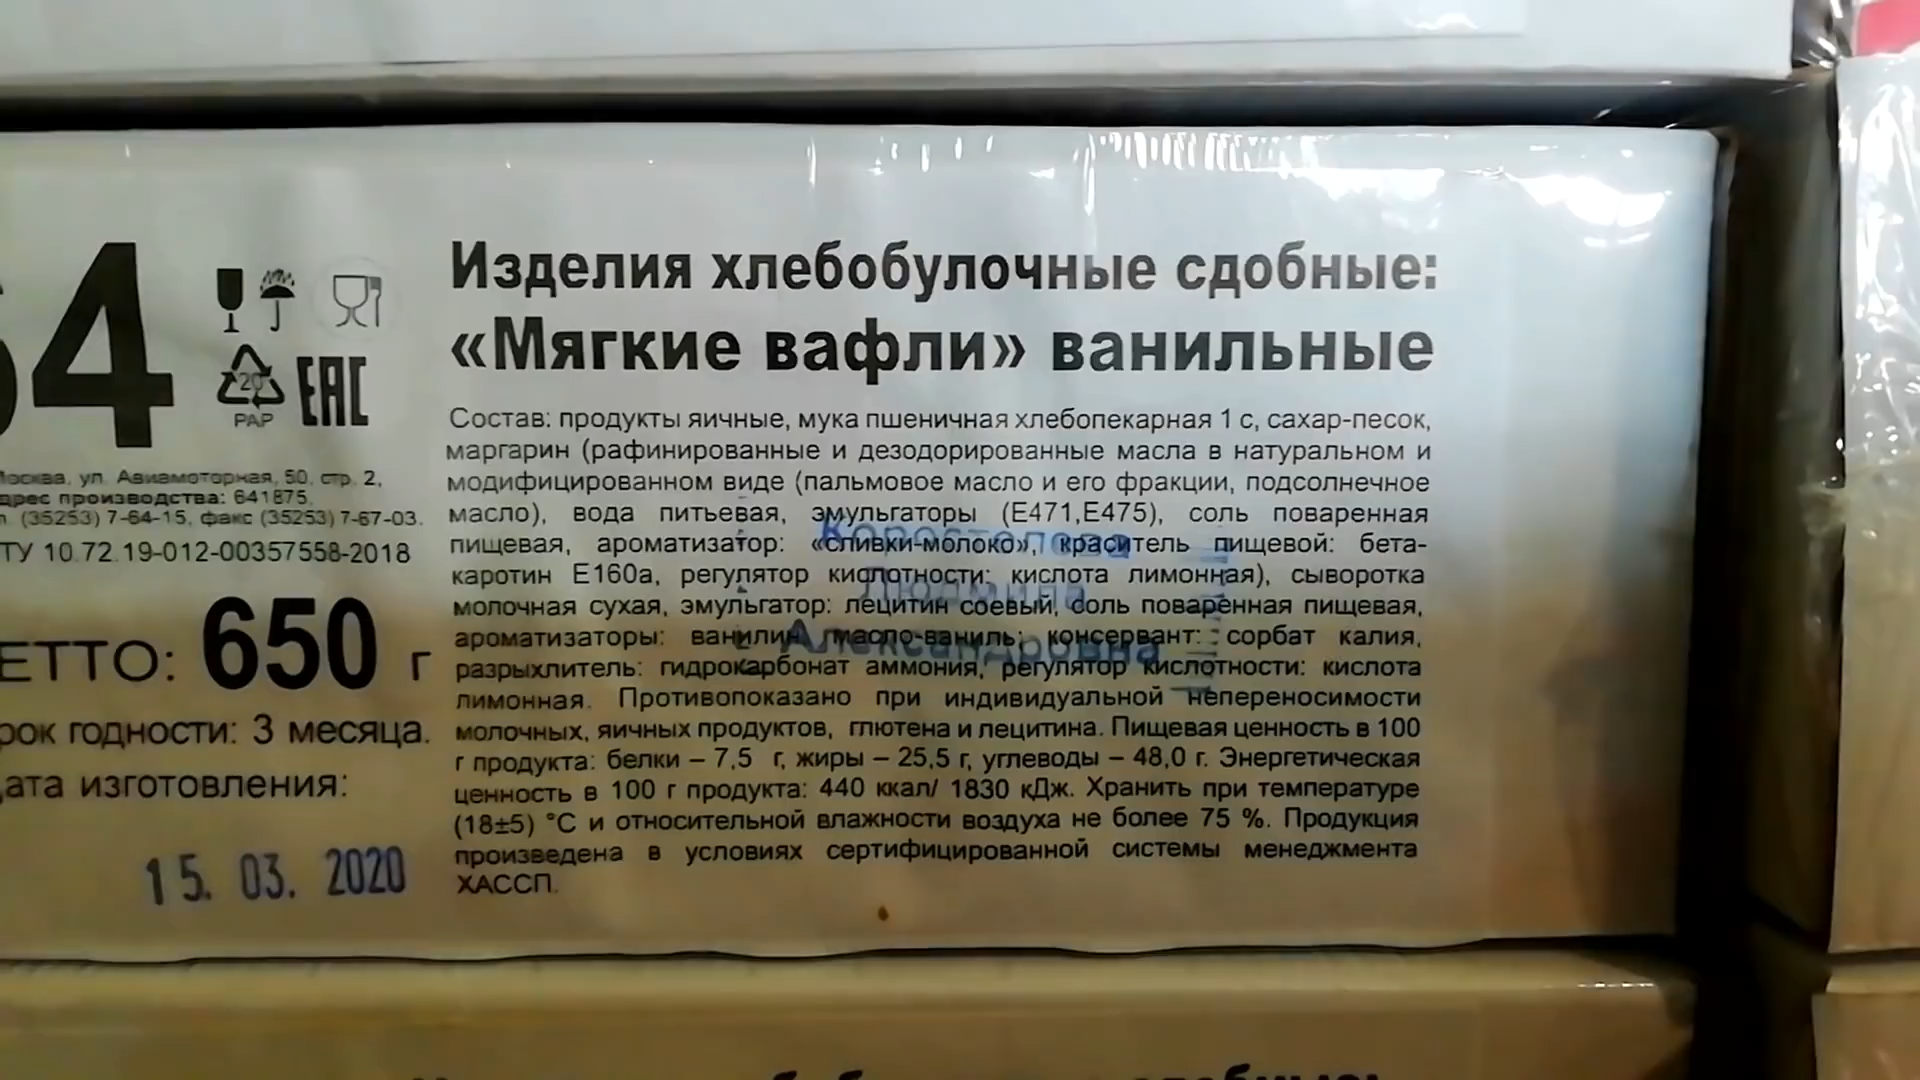 64
20
PAP
EAC
Москва, ул. Авиамоторная, 50, стр. 2,
адрес производства: 641875,
(35253) 7-64-15, факс (35253) 7-67-03.
ТУ 10.72.19-012-00357558-2018
НЕТТО: 650 г
Срок годности: 3 месяца.
Дата изготовления:
15. 03. 2020
Изделия хлебобулочные сдобные:
«Мягкие вафли» ванильные
Состав: продукты яичные, мука пшеничная хлебопекарная 1 с, сахар-песок,
маргарин (рафинированные и дезодорированные масла в натуральном и
модифицированном виде (пальмовое масло и его фракции, подсолнечное
масло), вода питьевая, эмульгаторы (Е471,Е475), соль поваренная
пищевая, ароматизатор: «сливки-молоко», краситель пищевой: бета-
каротин Е160а, регулятор кислотности: кислота лимонная), сыворотка
молочная сухая, эмульгатор: лецитин соевый, соль поваренная пищевая,
ароматизаторы: ванилин, масло-ваниль; консервант: сорбат калия,
разрыхлитель: гидрокарбонат аммония, регулятор кислотности: кислота
лимонная. Противопоказано при индивидуальной непереносимости
молочных, яичных продуктов, глютена и лецитина. Пищевая ценность в 100
г продукта: белки – 7,5 г, жиры – 25,5 г, углеводы – 48,0 г. Энергетическая
ценность в 100 г продукта: 440 ккал/ 1830 кДж. Хранить при температуре
(18±5) °С и относительной влажности воздуха не более 75 %. Продукция
произведена в условиях сертифицированной системы менеджмента
ХАССП.
Коростелева
Людмила
Александровна